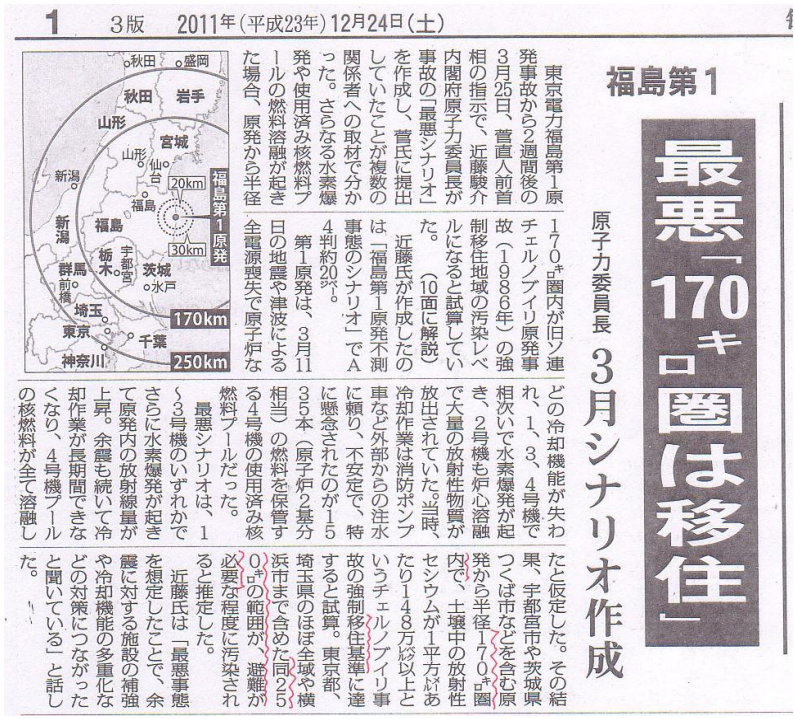 1
3版
2011年(平成23年)12月24日(土)
福島第1
最悪「170キロ圏は移住」
原子力委員長
3月シナリオ作成
東京電力福島第1原
発事故から2週間後の
3月25日、菅直人前首
相の指示で、近藤駿介
内閣府原子力委員長が
事故の「最悪シナリオ」
を作成し、菅氏に提出
していたことが複数の
関係者への取材で分か
った。さらなる水素爆
発や使用済み核燃料プ
ールの燃料溶融が起き
た場合、原発から半径
170㌔圏内が旧ソ連
チェルノブイリ原発事
故(1986年)の強
制移住地域の汚染レベ
ルになると試算してい
た。　(10面に解説)
近藤氏が作成したの
は「福島第1原発不測
事態のシナリオ」でA
4判約20㌻。
第1原発は、3月11
日の地震や津波による
全電源喪失で原子炉な
どの冷却機能が失わ
れ、1、3、4号機で
相次いで水素爆発が起
き、2号機も炉心溶融
で大量の放射性物質が
放出されていた。当時、
冷却作業は消防ポンプ
車など外部からの注水
に頼り、不安定で、特
に懸念されたのが15
35本(原子炉2基分
相当)の燃料を保管す
る4号機の使用済み核
燃料プールだった。
最悪シナリオは、1
〜3号機のいずれかで
さらに水素爆発が起き
て原発内の放射線量が
上昇。余震も続いて冷
却作業が長期間できな
くなり、4号機プール
の核燃料が全て溶融し
たと仮定した。その結
果、宇都宮市や茨城県
つくば市などを含む原
発から半径170㌔圏
内で、土壌中の放射性
セシウムが1平方㍍あ
たり148万㏃以上と
いうチェルノブイリ事
故の強制移住基準に達
すると試算。東京都、
埼玉県のほぼ全域や横
浜市まで含めた同25
0㌔の範囲が、避難が
必要な程度に汚染され
ると推定した。
近藤氏は「最悪事態
を想定したことで、余
震に対する施設の補強
や冷却機能の多重化な
どの対策につながった
と聞いている」と話し
た。
秋田
盛岡
秋田
岩手
山形
宮城
山形
仙台
新潟
福島
20km
福島第1原発
福島
新潟
30km
栃木
宇都宮
群馬
前橋
茨城
水戸
埼玉
170km
東京
千葉
神奈川
250km